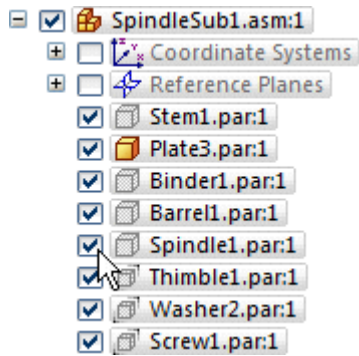 SpindleSub1.asm:1
Coordinate Systems
Reference Planes
Stem1.par:1
Plate3.par:1
Binder1.par:1
Barrel1.par:1
Spindle1.par:1
Thimble1.par:1
Washer2.par:1
Screw1.par:1